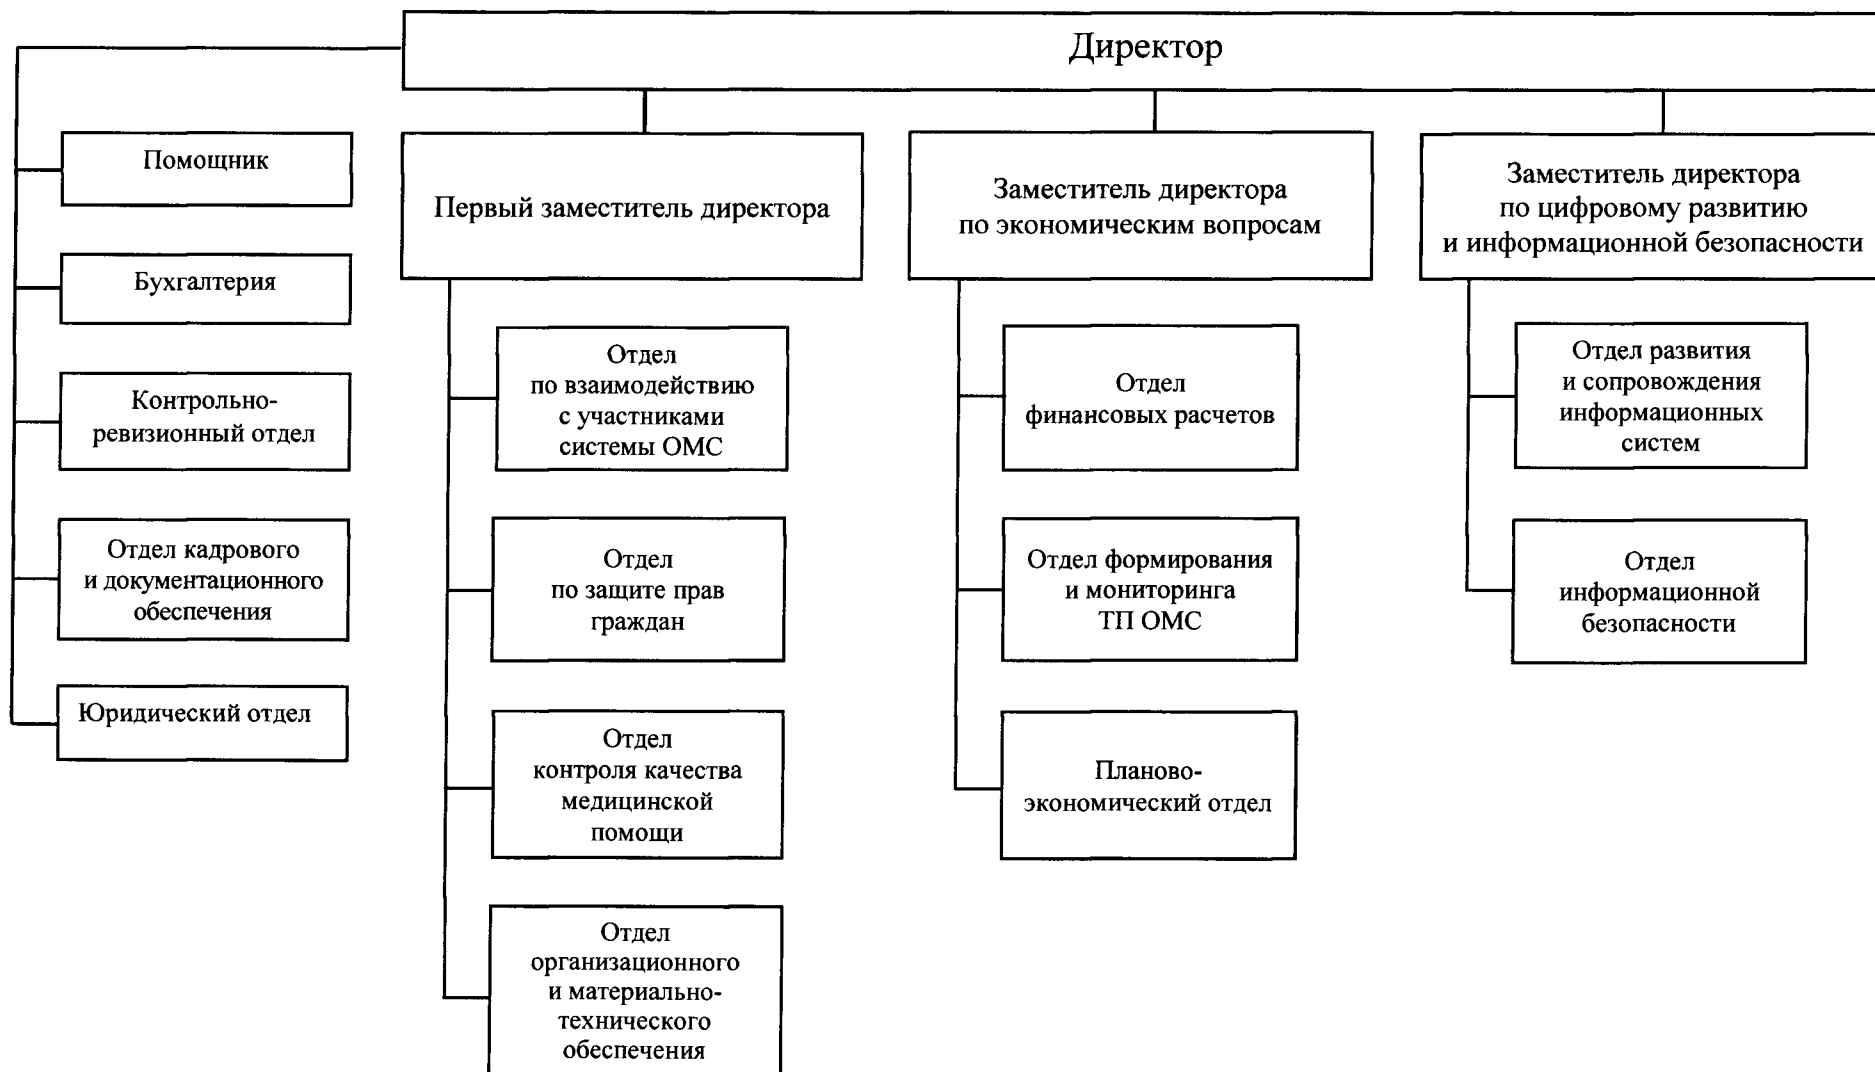 Директор
Помощник
Бухгалтерия
Контрольно-
ревизионный отдел
Отдел кадрового
и документационного
обеспечения
Юридический отдел
Первый заместитель директора
Отдел
по взаимодействию
с участниками
системы ОМС
Отдел
по защите прав
граждан
Отдел
контроля качества
медицинской
помощи
Отдел
организационного
и материально-
технического
обеспечения
Заместитель директора
по экономическим вопросам
Отдел
финансовых расчетов
Отдел формирования
и мониторинга
ТП ОМС
Планово-
экономический отдел
Заместитель директора
по цифровому развитию
и информационной безопасности
Отдел развития
и сопровождения
информационных
систем
Отдел
информационной
безопасности